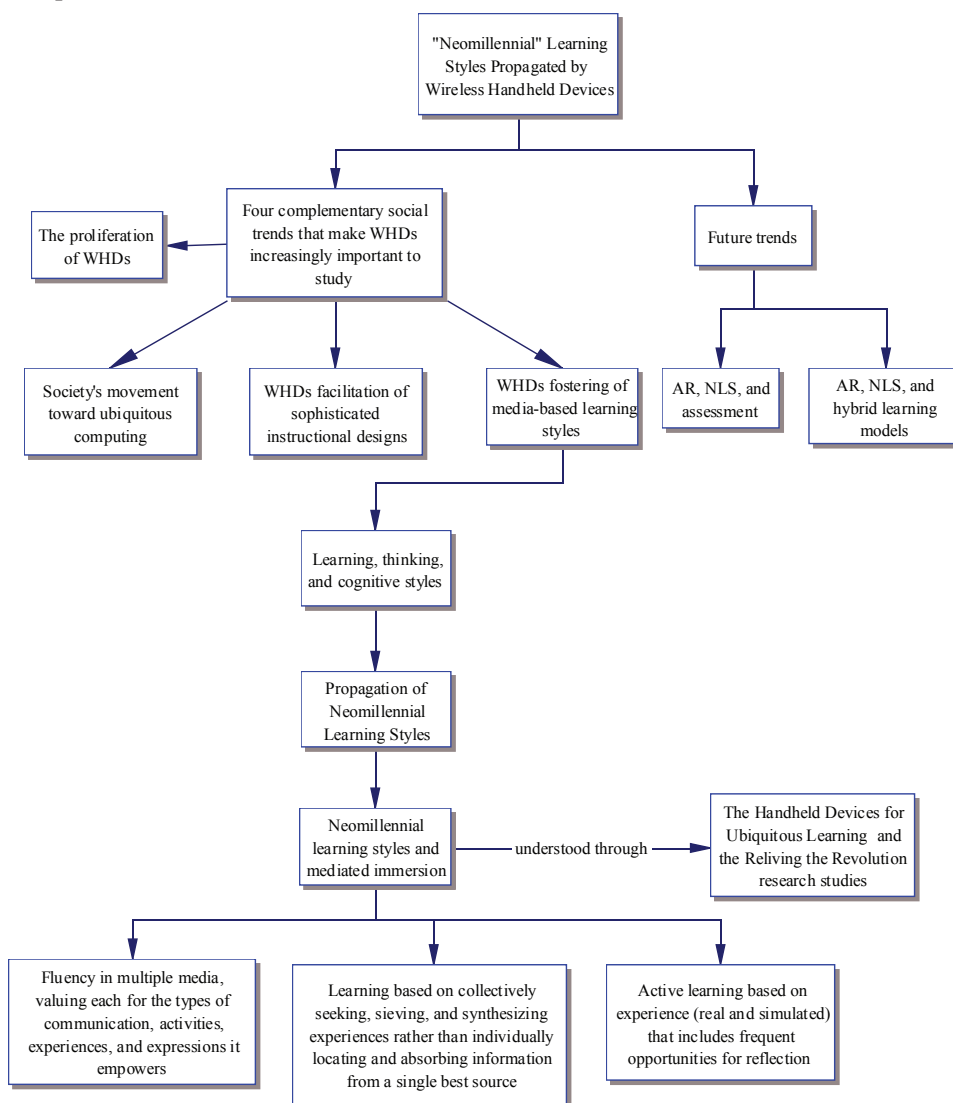 "Neomillennial" Learning
Styles Propagated by
Wireless Handheld Devices
Four complementary social
trends that make WHDs
increasingly important to
study
The proliferation
of WHDs
Future trends
Society's movement
toward ubiquitous
computing
WHDs facilitation of
sophisticated
instructional designs
WHDs fostering of
media-based learning
styles
AR, NLS, and
assessment
AR, NLS, and
hybrid learning
models
Learning, thinking,
and cognitive styles
Propagation of
Neomillennial
Learning Styles
Neomillennial
learning styles and
mediated immersion
understood through
The Handheld Devices for
Ubiquitous Learning and
the Reliving the Revolution
research studies
Fluency in multiple media,
valuing each for the types of
communication, activities,
experiences, and expressions it
empowers
Learning based on collectively
seeking, sieving, and synthesizing
experiences rather than individually
locating and absorbing information
from a single best source
Active learning based on
experience (real and simulated)
that includes frequent
opportunities for reflection